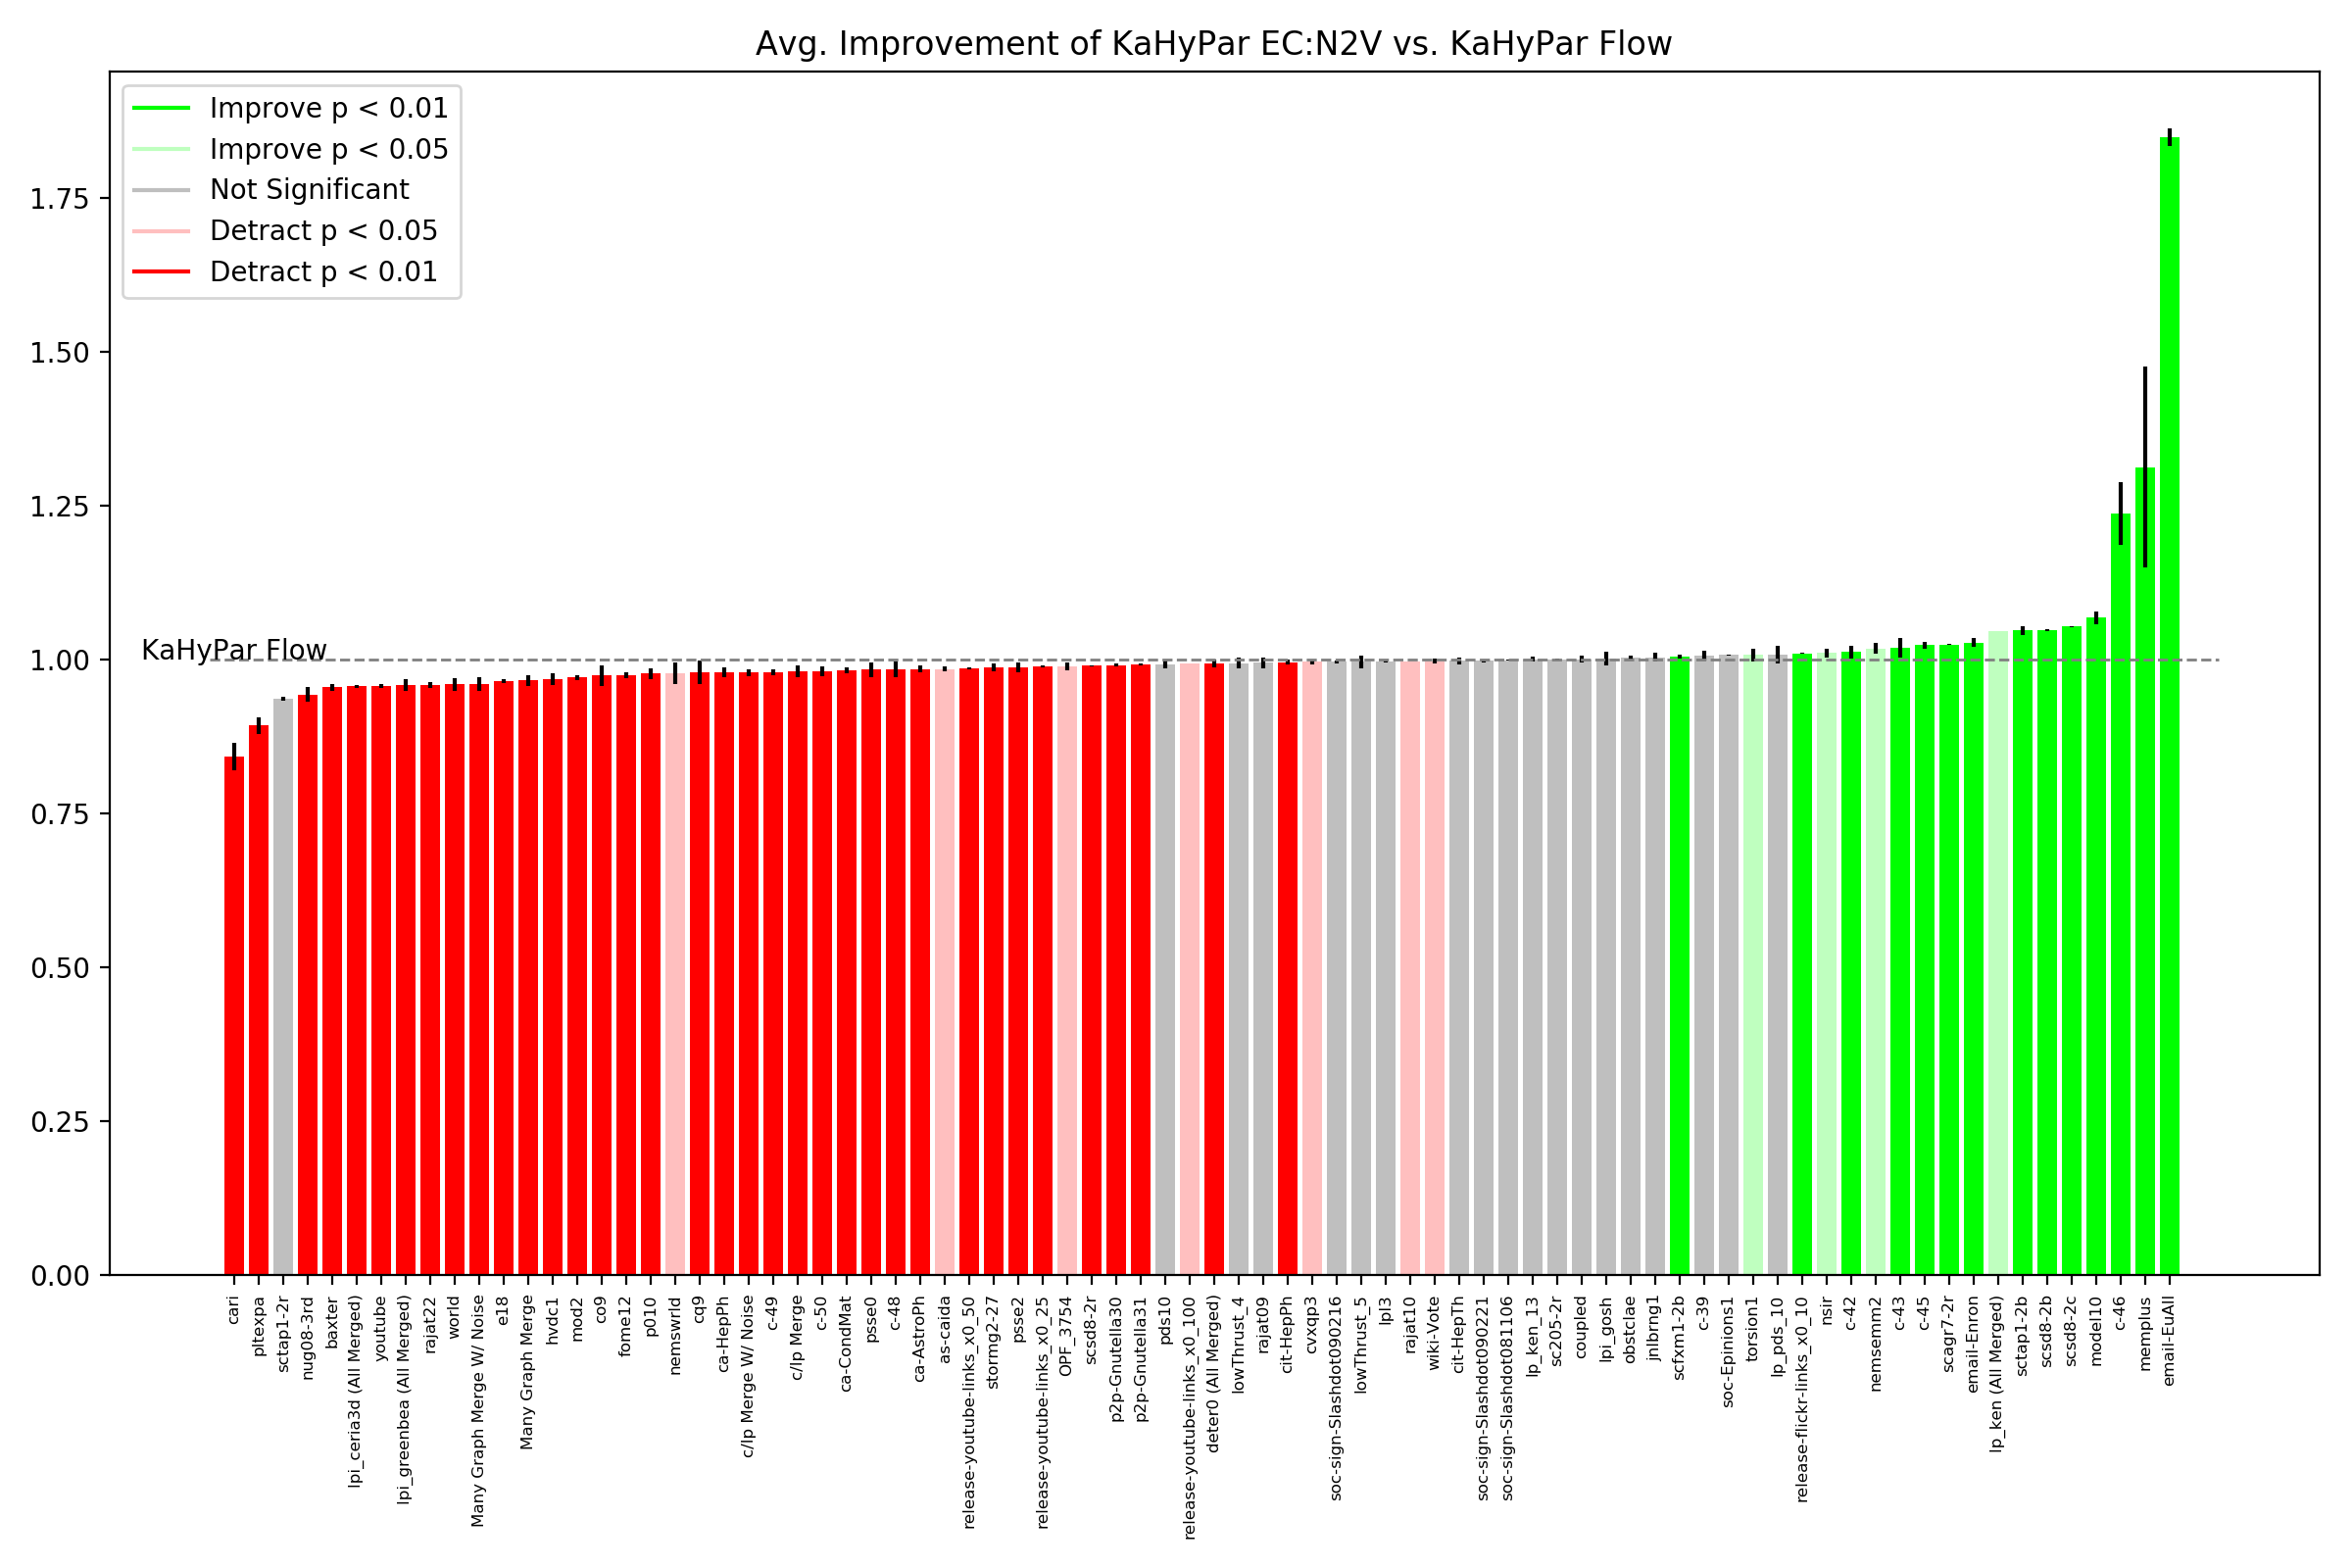 Avg. Improvement of KaHyPar EC:N2V vs. KaHyPar Flow
Improve p < 0.01
Improve p < 0.05
Not Significant
Detract p < 0.05
Detract p < 0.01
1.75
1.50
1.25
1.00
0.75
0.50
0.25
0.00
KaHyPar Flow
cari
pltexpa
sctap1-2r
nug08-3rd
baxter
lpi_ceria3d (All Merged)
youtube
lpi_greenbea (All Merged)
rajat22
world
Many Graph Merge W/ Noise
e18
Many Graph Merge
hvdc1
mod2
co9
fome12
p010
nemswrld
cq9
ca-HepPh
c/lp Merge W/ Noise
c-49
c/lp Merge
c-50
ca-CondMat
psse0
c-48
ca-AstroPh
as-caida
release-youtube-links_x0_50
stormg2-27
psse2
release-youtube-links_x0_25
OPF_3754
scsd8-2r
p2p-Gnutella30
p2p-Gnutella31
pds10
release-youtube-links_x0_100
deter0 (All Merged)
lowThrust_4
rajat09
cit-HepPh
cvxqp3
soc-sign-Slashdot090216
lowThrust_5
lpl3
rajat10
wiki-Vote
cit-HepTh
soc-sign-Slashdot090221
soc-sign-Slashdot081106
lp_ken_13
sc205-2r
coupled
lpi_gosh
obstclae
jnlbrng1
scfxm1-2b
c-39
soc-Epinions1
torsion1
lp_pds_10
release-flickr-links_x0_10
nsir
c-42
nemsemm2
c-43
c-45
scagr7-2r
email-Enron
lp_ken (All Merged)
sctap1-2b
scsd8-2b
scsd8-2c
model10
c-46
memplus
email-EuAll